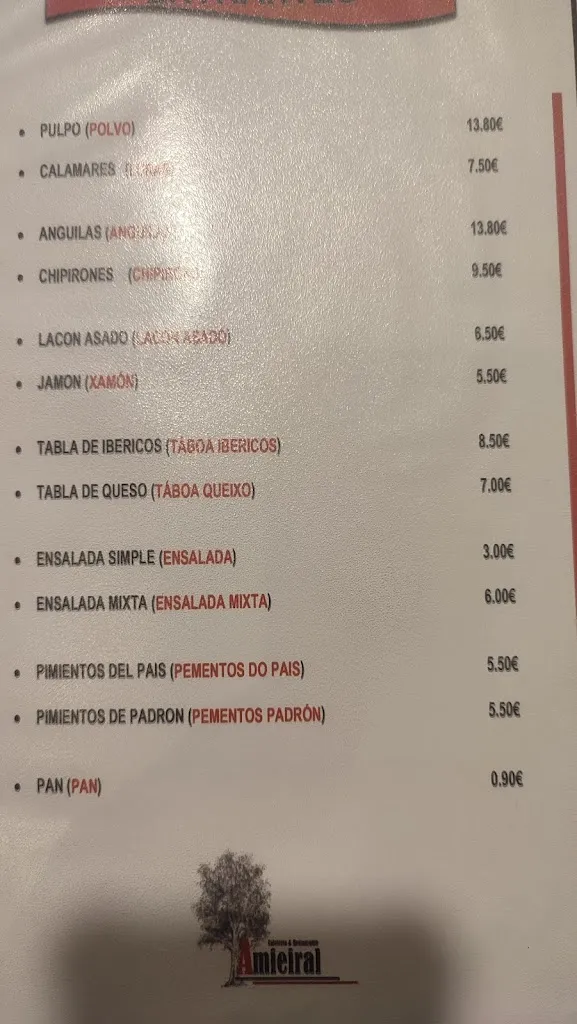 PULPO (POLVO) 13.80€
CALAMARES 7.50€
ANGUILAS 13.80€
CHIPIRONES 9.50€
LACON ASADO (LACON ASADO) 6.50€
JAMON (XAMÓN) 5.50€
TABLA DE IBERICOS (TÁBOA IBERICOS) 8.50€
TABLA DE QUESO (TÁBOA QUEIXO) 7.00€
ENSALADA SIMPLE (ENSALADA) 3.00€
ENSALADA MIXTA (ENSALADA MIXTA) 6.00€
PIMIENTOS DEL PAIS (PEMENTOS DO PAIS) 5.50€
PIMIENTOS DE PADRON (PEMENTOS PADRÓN) 5.50€
PAN (PAN) 0.90€
Amieiral